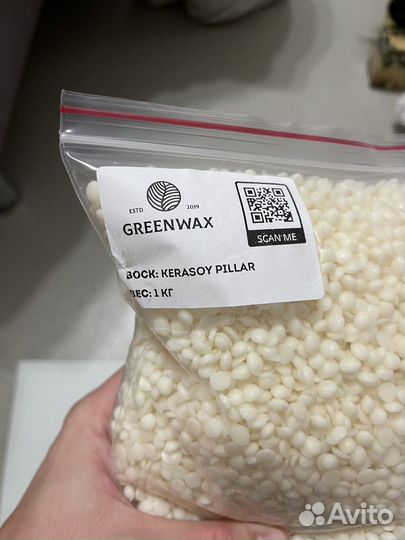 ESTD 2019
GREENWAX
SCAN ME
ВОСК: KERASOY PILLAR
ВЕС: 1 КГ
Avito